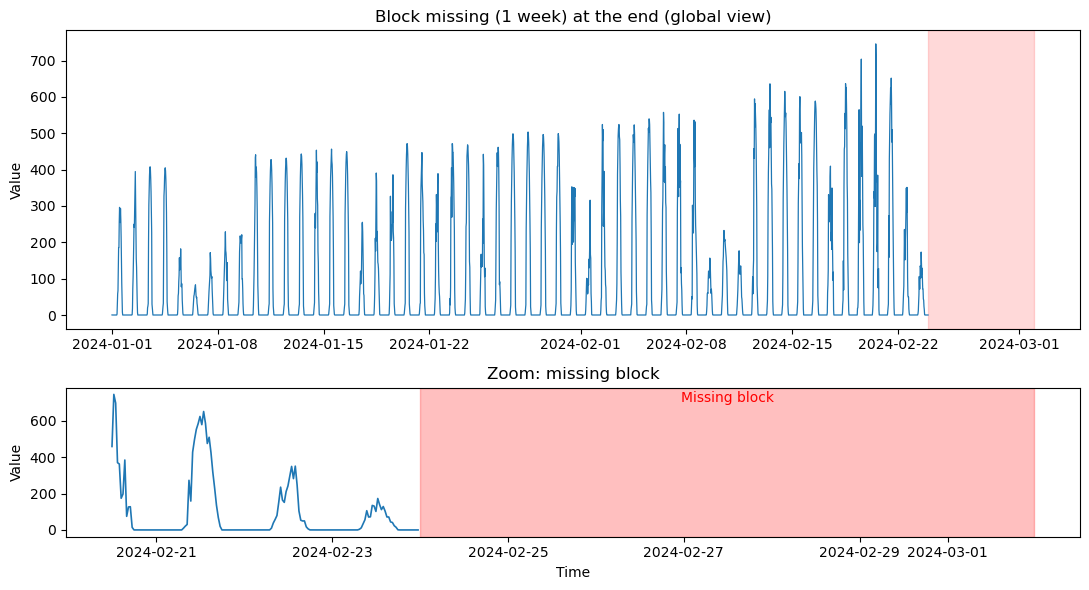 Block missing (1 week) at the end (global view)
Value
700
600
500
400
300
200
100
0
2024-01-01 2024-01-08 2024-01-15 2024-01-22 2024-02-01 2024-02-08 2024-02-15 2024-02-22 2024-03-01
Zoom: missing block
Missing block
Value
600
400
200
0
2024-02-21 2024-02-23 2024-02-25 2024-02-27 2024-02-29 2024-03-01
Time